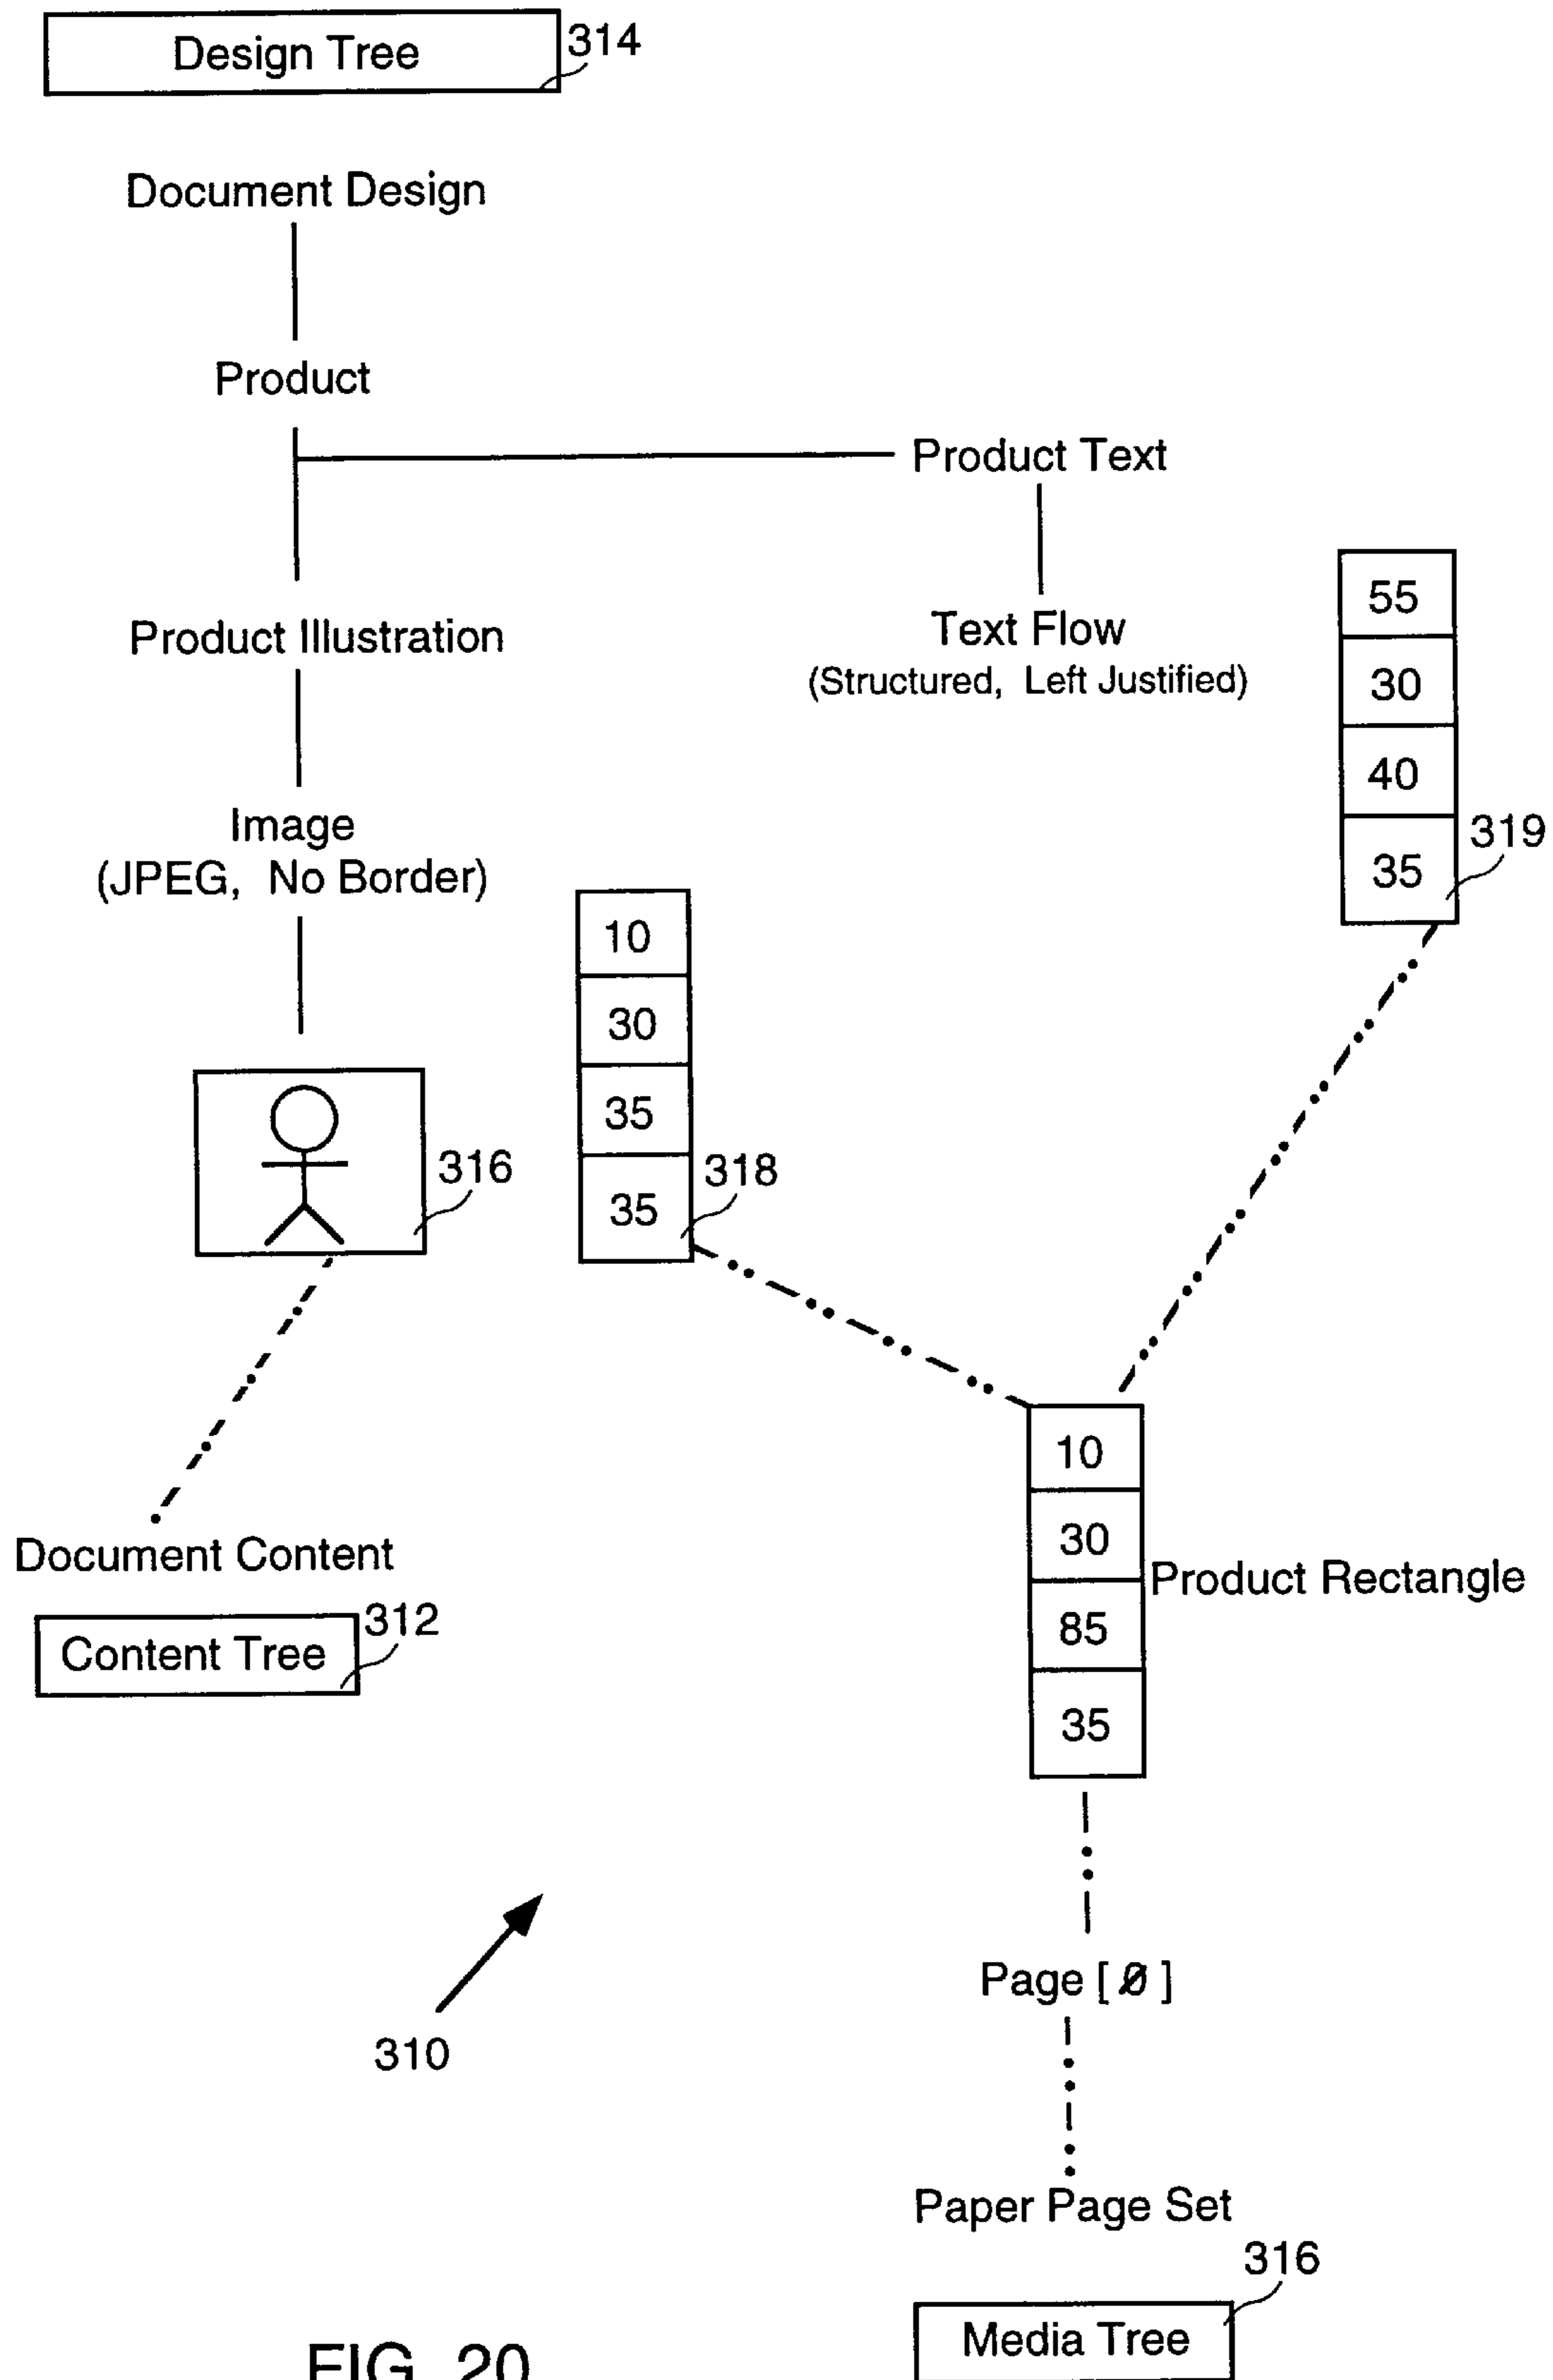 Design Tree
314
Document Design
Product
Product Text
Product Illustration
Text Flow
(Structured, Left Justified)
55
30
40
35
319
Image
(JPEG, No Border)
10
30
35
35
318
316
10
30
85
35
Product Rectangle
Document Content
Content Tree
312
310
Page [ 0 ]
Paper Page Set
316
Media Tree
FIG. 20